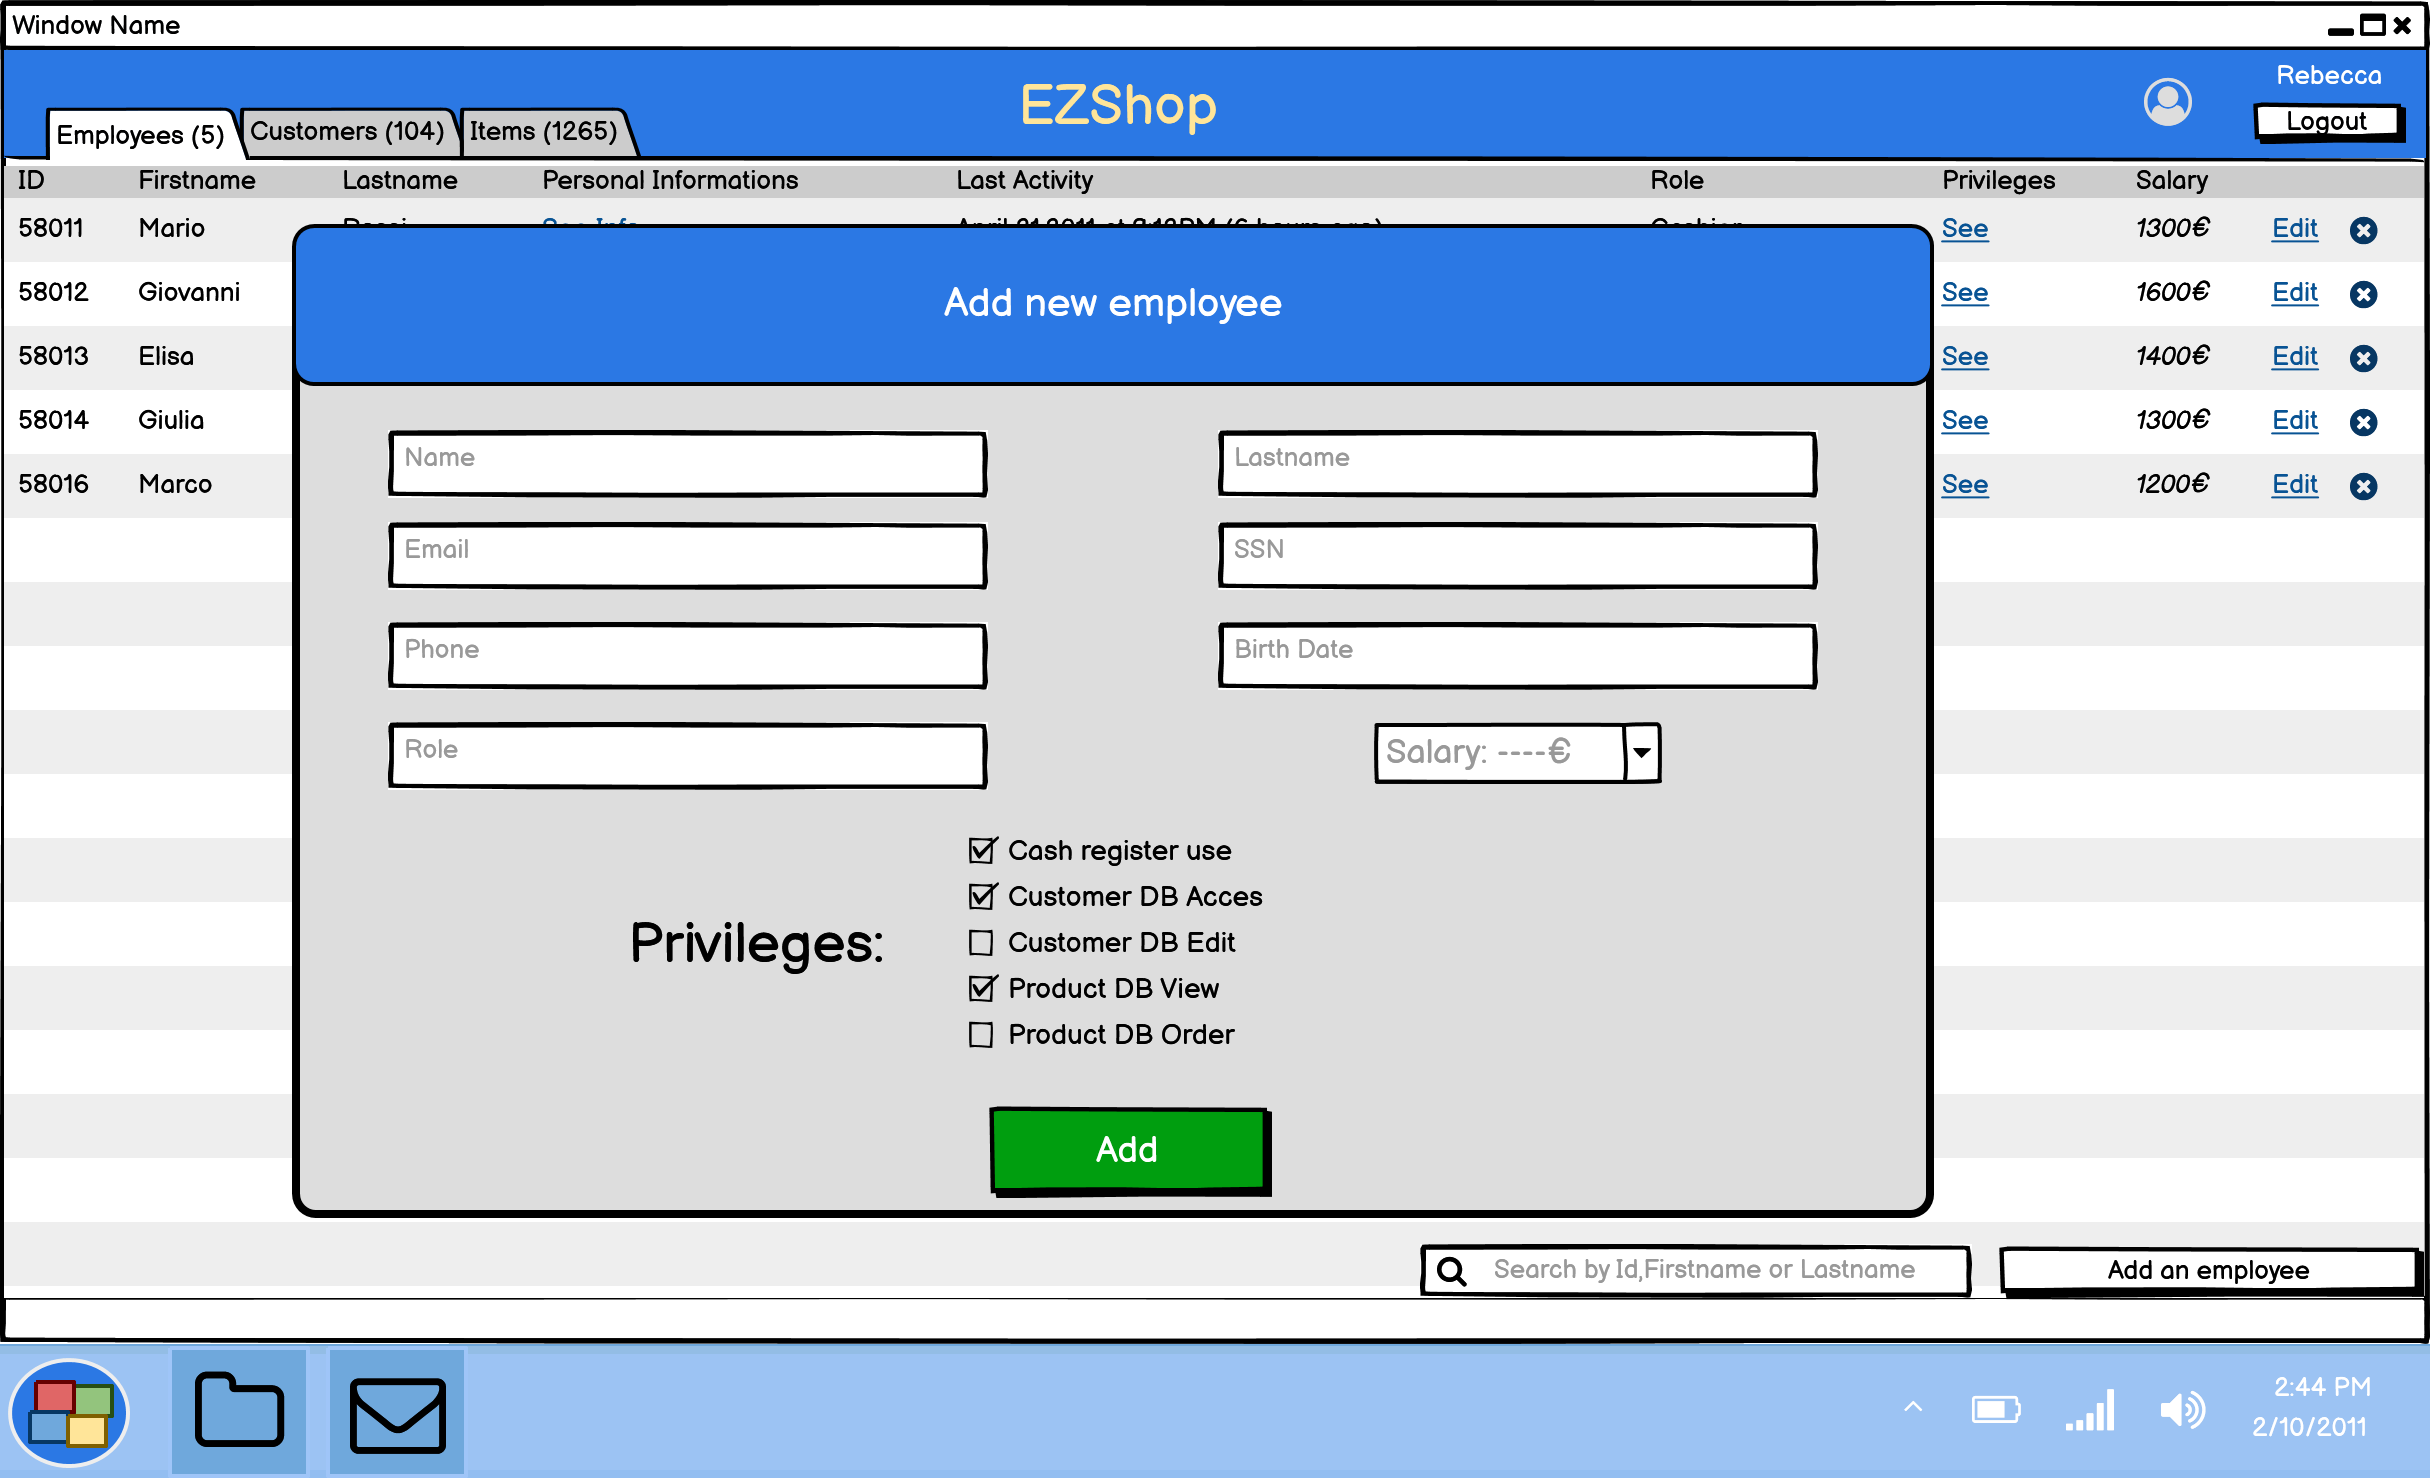 Window Name
EZShop
Rebecca
Logout
Employees (5) Customers (104) Items (1265)
ID Firstname Lastname Personal Informations Last Activity Role Privileges Salary
58011 Mario See 1300€ Edit
58012 Giovanni See 1600€ Edit
58013 Elisa See 1400€ Edit
58014 Giulia See 1300€ Edit
58016 Marco See 1200€ Edit
Add new employee
Name Lastname
Email SSN
Phone Birth Date
Role Salary: ----€
Privileges:
Cash register use
Customer DB Acces
Customer DB Edit
Product DB View
Product DB Order
Add
Search by Id,Firstname or Lastname
Add an employee
2:44 PM
2/10/2011